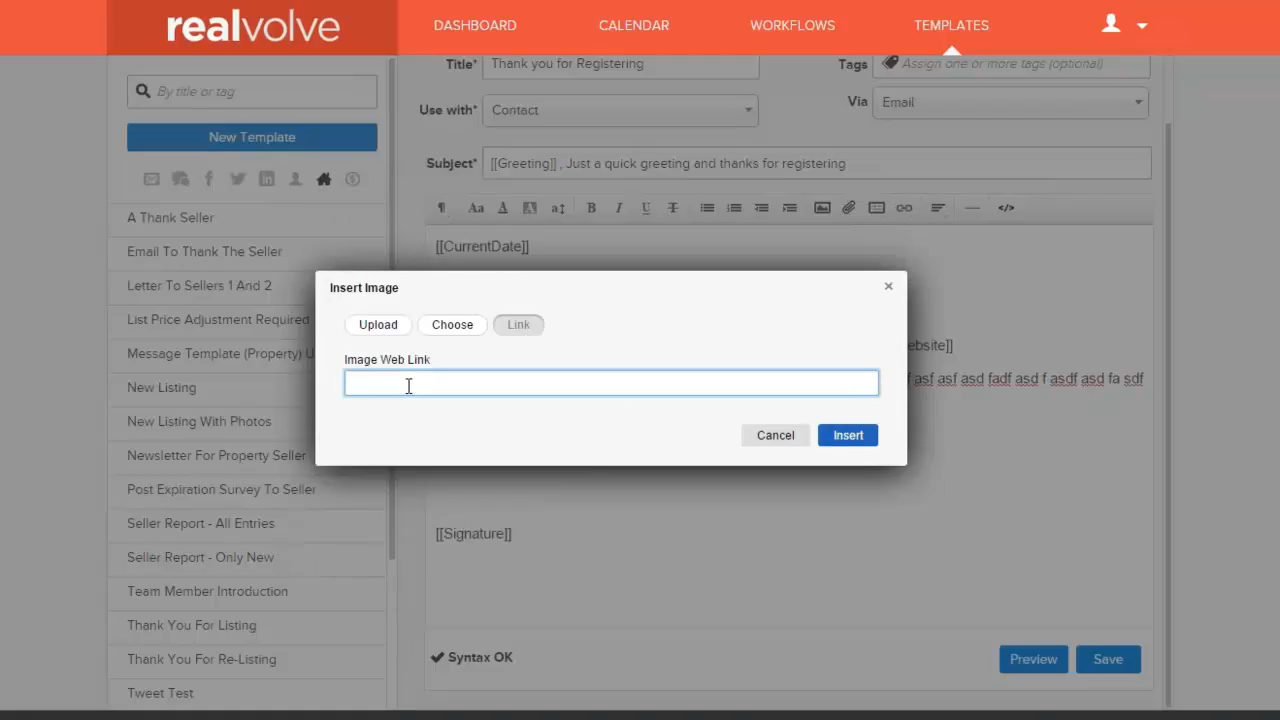 realvolve
DASHBOARD
CALENDAR
WORKFLOWS
TEMPLATES
By title or tag
New Template
A Thank Seller
Email To Thank The Seller
Letter To Sellers 1 And 2
List Price Adjustment Required
Message Template (Property) U
New Listing
New Listing With Photos
Newsletter For Property Seller
Post Expiration Survey To Seller
Seller Report - All Entries
Seller Report - Only New
Team Member Introduction
Thank You For Listing
Thank You For Re-Listing
Tweet Test
Title* Thank you for Registering
Tags Assign one or more tags (optional)
Use with* Contact
Via Email
Subject* [[Greeting]] , Just a quick greeting and thanks for registering
¶ Aa A A a B I U T </>
[[CurrentDate]]
Insert Image ×
Upload Choose Link
Image Web Link
Cancel Insert
ebsite]]
f asf asf asd fadf asd f asdf asd fa sdf
[[Signature]]
Syntax OK
Preview Save